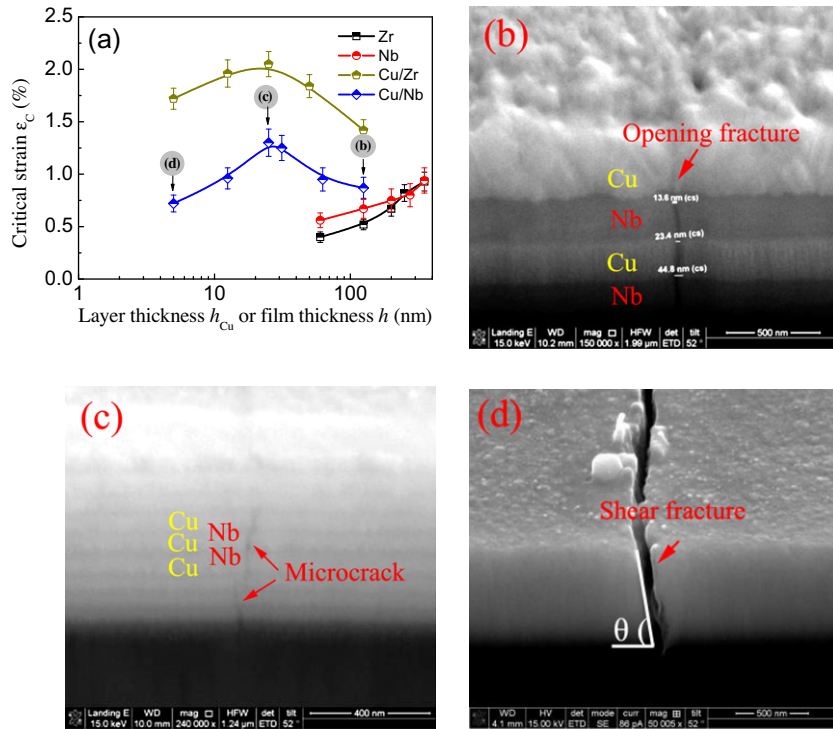 (a)
Zr
Nb
Cu/Zr
Cu/Nb
(c)
(b)
(d)
Critical strain ε_C (%)
2.5
2.0
1.5
1.0
0.5
0.0
1
10
100
Layer thickness h_Cu or film thickness h (nm)
(b)
Opening fracture
Cu
13.6 nm (cs)
Nb
23.4 nm (cs)
Cu
44.8 nm (cs)
Nb
Landing E WD mag HFW det tilt
15.0 keV 10.2 mm 150 000 x 1.99 μm ETD 52° 500 nm
(c)
Cu
Nb
Cu
Nb
Cu
Microcrack
Landing E WD mag HFW det tilt
15.0 keV 10.0 mm 240 000 x 1.24 μm ETD 52° 400 nm
(d)
Shear fracture
θ
WD HV det mode curr mag tilt
4.1 mm 15.00 kV ETD SE 86 pA 50 005 x 52° 500 nm